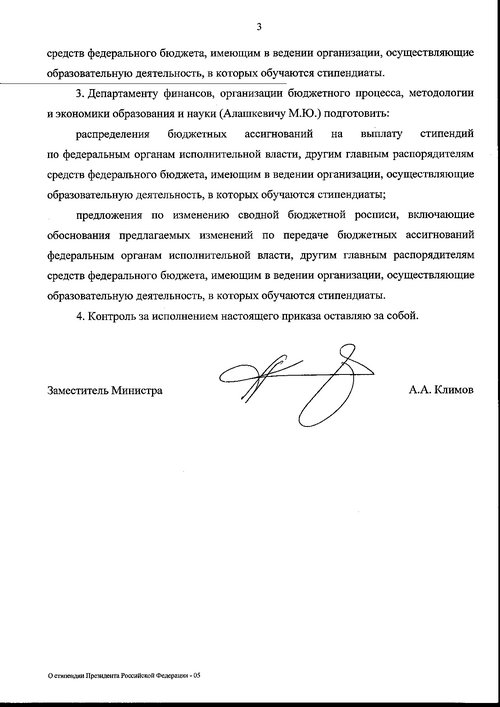 3
средств федерального бюджета, имеющим в ведении организации, осуществляющие
образовательную деятельность, в которых обучаются стипендиаты.
3. Департаменту финансов, организации бюджетного процесса, методологии
и экономики образования и науки (Алашкевичу М.Ю.) подготовить:
распределения бюджетных ассигнований на выплату стипендий
по федеральным органам исполнительной власти, другим главным распорядителям
средств федерального бюджета, имеющим в ведении организации, осуществляющие
образовательную деятельность, в которых обучаются стипендиаты;
предложения по изменению сводной бюджетной росписи, включающие
обоснования предлагаемых изменений по передаче бюджетных ассигнований
федеральным органам исполнительной власти, другим главным распорядителям
средств федерального бюджета, имеющим в ведении организации, осуществляющие
образовательную деятельность, в которых обучаются стипендиаты.
4. Контроль за исполнением настоящего приказа оставляю за собой.
Заместитель Министра А.А. Климов
О стипендии Президента Российской Федерации - 05